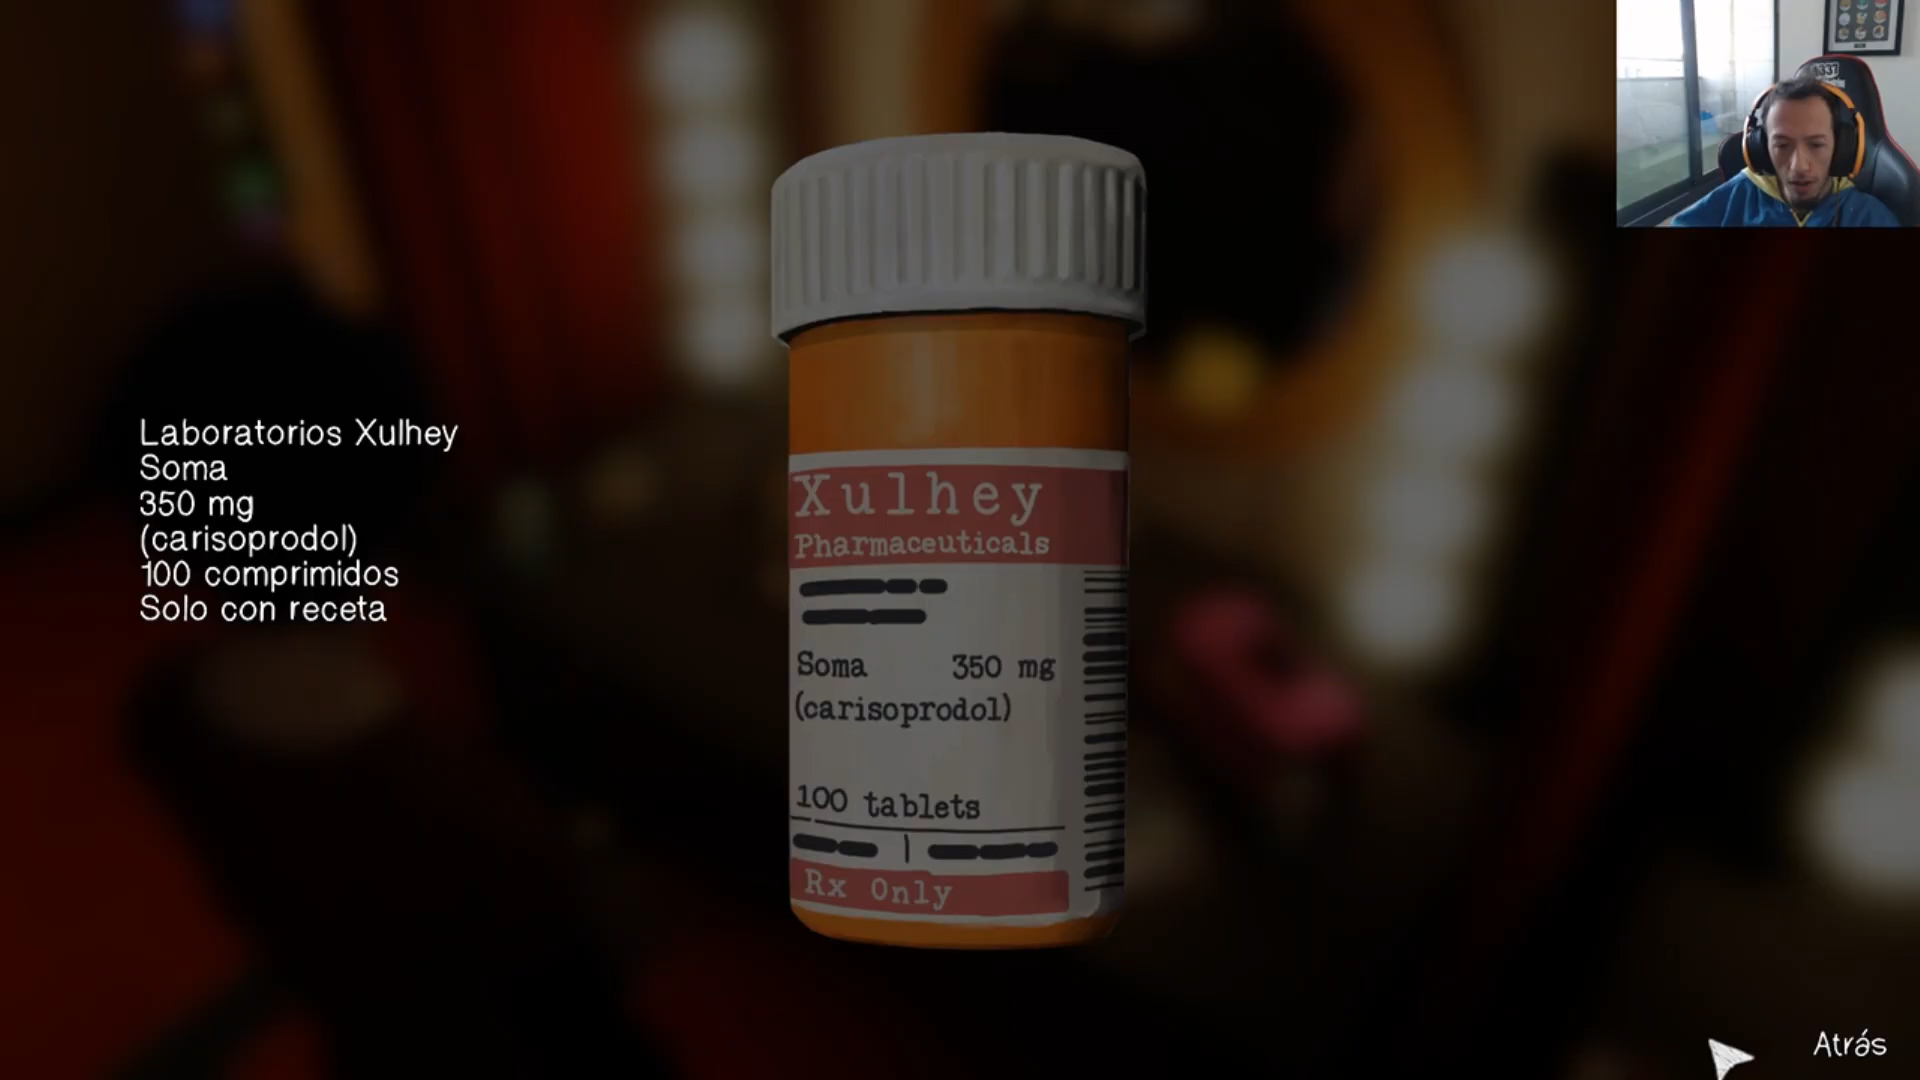 Laboratorios Xulhey
Soma
350 mg
(carisoprodol)
100 comprimidos
Solo con receta
Xulhey
Pharmaceuticals
Soma 350 mg
(carisoprodol)
100 tablets
Rx Only
Atrás